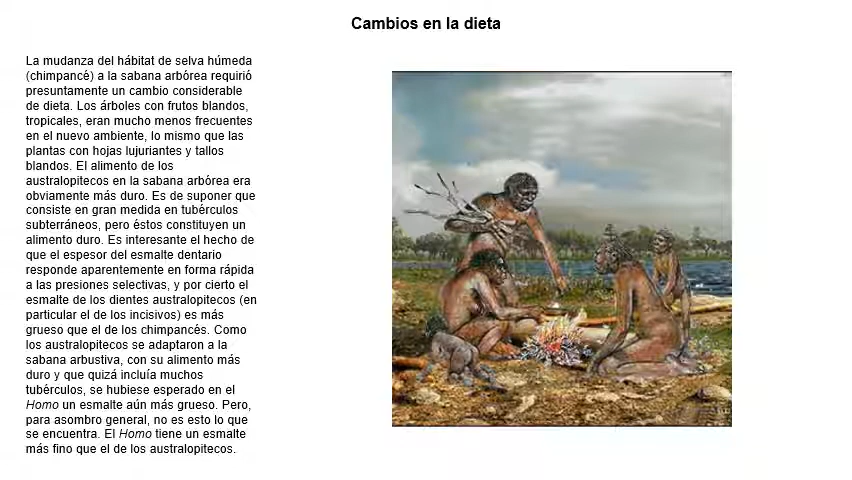 Cambios en la dieta
La mudanza del hábitat de selva húmeda
(chimpancé) a la sabana arbórea requirió
presuntamente un cambio considerable
de dieta. Los árboles con frutos blandos,
tropicales, eran mucho menos frecuentes
en el nuevo ambiente, lo mismo que las
plantas con hojas lujuriantes y tallos
blandos. El alimento de los
australopitecos en la sabana arbórea era
obviamente más duro. Es de suponer que
consiste en gran medida en tubérculos
subterráneos, pero éstos constituyen un
alimento duro. Es interesante el hecho de
que el espesor del esmalte dentario
responde aparentemente en forma rápida
a las presiones selectivas, y por cierto el
esmalte de los dientes australopitecos (en
particular el de los incisivos) es más
grueso que el de los chimpancés. Como
los australopitecos se adaptaron a la
sabana arbustiva, con su alimento más
duro y que quizá incluía muchos
tubérculos, se hubiese esperado en el
Homo un esmalte aún más grueso. Pero,
para asombro general, no es esto lo que
se encuentra. El Homo tiene un esmalte
más fino que el de los australopitecos.